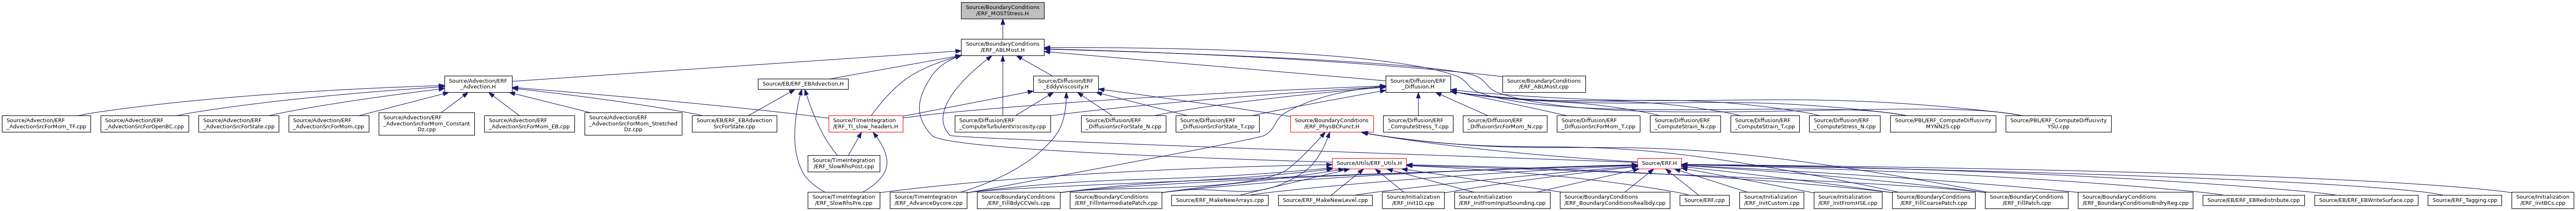 Source/BoundaryConditions
/ERF_MOSTStress.H
Source/BoundaryConditions
/ERF_ABLMost.H
Source/Advection/ERF
_Advection.H
Source/EB/ERF_EBAdvection.H
Source/Diffusion/ERF
_EddyViscosity.H
Source/Diffusion/ERF
_Diffusion.H
Source/BoundaryConditions
/ERF_ABLMost.cpp
Source/Advection/ERF
_AdvectionSrcForMom_TF.cpp
Source/Advection/ERF
_AdvectionSrcForOpenBC.cpp
Source/Advection/ERF
_AdvectionSrcForState.cpp
Source/Advection/ERF
_AdvectionSrcForMom.cpp
Source/Advection/ERF
_AdvectionSrcForMom_Constant
Dz.cpp
Source/Advection/ERF
_AdvectionSrcForMom_EB.cpp
Source/Advection/ERF
_AdvectionSrcForMom_Stretched
Dz.cpp
Source/EB/ERF_EBAdvection
SrcForState.cpp
Source/TimeIntegration
/ERF_TI_slow_headers.H
Source/Diffusion/ERF
_ComputeTurbulentViscosity.cpp
Source/Diffusion/ERF
_DiffusionSrcForState_N.cpp
Source/Diffusion/ERF
_DiffusionSrcForState_T.cpp
Source/BoundaryConditions
/ERF_PhysBCFunct.H
Source/Diffusion/ERF
_ComputeStress_T.cpp
Source/Diffusion/ERF
_DiffusionSrcForMom_N.cpp
Source/Diffusion/ERF
_DiffusionSrcForMom_T.cpp
Source/Diffusion/ERF
_ComputeStrain_N.cpp
Source/Diffusion/ERF
_ComputeStrain_T.cpp
Source/Diffusion/ERF
_ComputeStress_N.cpp
Source/PBL/ERF_ComputeDiffusivity
MYNN25.cpp
Source/PBL/ERF_ComputeDiffusivity
YSU.cpp
Source/TimeIntegration
/ERF_SlowRhsPost.cpp
Source/Utils/ERF_Utils.H
Source/ERF.H
Source/TimeIntegration
/ERF_SlowRhsPre.cpp
Source/TimeIntegration
/ERF_AdvanceDycore.cpp
Source/BoundaryConditions
/ERF_FillBdyCCVels.cpp
Source/BoundaryConditions
/ERF_FillIntermediatePatch.cpp
Source/ERF_MakeNewArrays.cpp
Source/ERF_MakeNewLevel.cpp
Source/Initialization
/ERF_Init1D.cpp
Source/Initialization
/ERF_InitFromInputSounding.cpp
Source/BoundaryConditions
/ERF_BoundaryConditionsRealbdy.cpp
Source/ERF.cpp
Source/Initialization
/ERF_InitCustom.cpp
Source/Initialization
/ERF_InitFromHSE.cpp
Source/BoundaryConditions
/ERF_FillCoarsePatch.cpp
Source/BoundaryConditions
/ERF_FillPatch.cpp
Source/BoundaryConditions
/ERF_BoundaryConditionsBndryReg.cpp
Source/EB/ERF_EBRedistribute.cpp
Source/EB/ERF_EBWriteSurface.cpp
Source/ERF_Tagging.cpp
Source/Initialization
/ERF_InitBCs.cpp